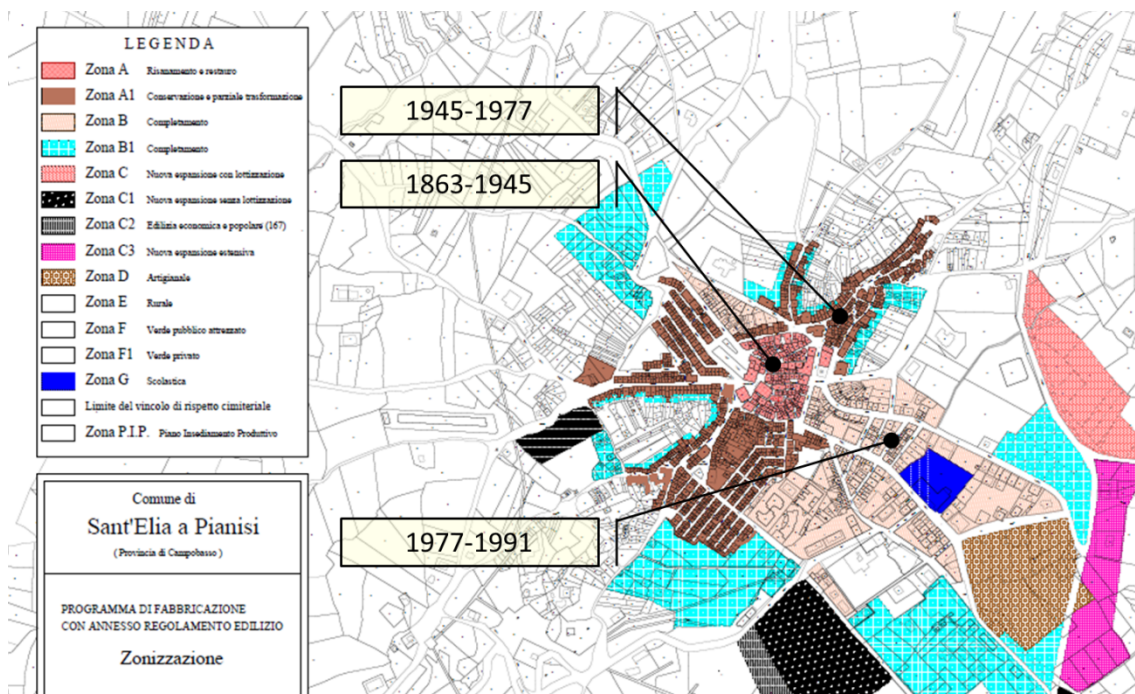 LEGENDA
Zona A Risanamento e restauro
Zona A1 Conservazione e parziale trasformazione
Zona B Completamento
Zona B1 Completamento
Zona C Nuova espansione con lottizzazione
Zona C1 Nuova espansione senza lottizzazione
Zona C2 Edilizia economica e popolare (167)
Zona C3 Nuova espansione estensiva
Zona D Artigianale
Zona E Rurale
Zona F Verde pubblico attrezzato
Zona F1 Verde privato
Zona G Scolastica
Limite del vincolo di rispetto cimiteriale
Zona P.I.P. Piano Insediamento Produttivo
1945-1977
1863-1945
1977-1991
Comune di
Sant'Elia a Pianisi
( Provincia di Campobasso )
PROGRAMMA DI FABBRICAZIONE
CON ANNESSO REGOLAMENTO EDILIZIO
Zonizzazione